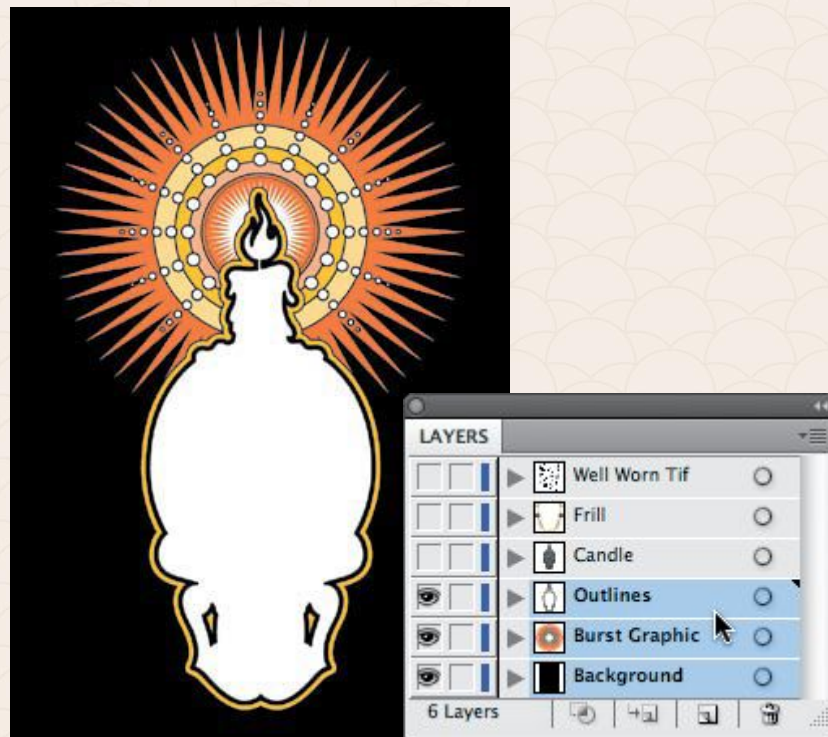 LAYERS
Well Worn Tif
Frill
Candle
Outlines
Burst Graphic
Background
6 Layers